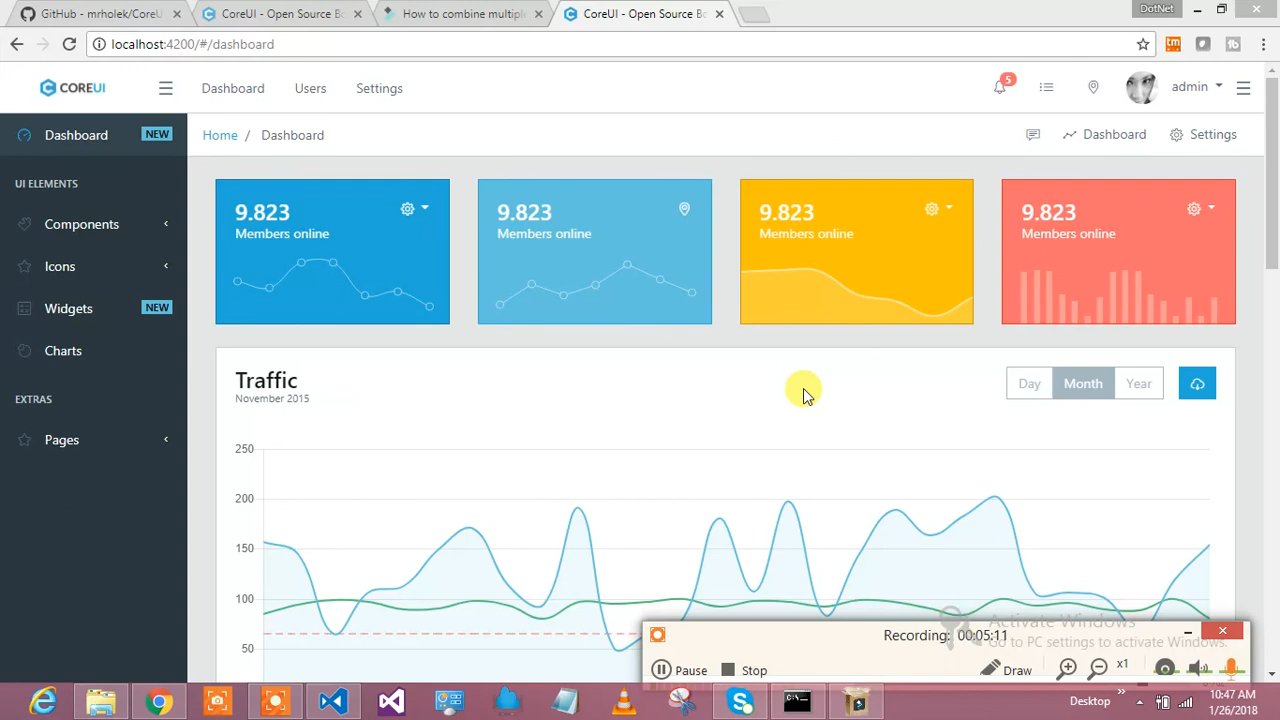 GitHub - mrholek/CoreU
CoreUI - Open Source Bo
How to combine multiple
CoreUI - Open Source Bo
DotNet
localhost:4200/#/dashboard
COREUI
Dashboard
Users
Settings
5
admin
Dashboard NEW
Home / Dashboard
Dashboard
Settings
UI ELEMENTS
Components
Icons
Widgets NEW
Charts
EXTRAS
Pages
9.823
Members online
9.823
Members online
9.823
Members online
9.823
Members online
Traffic
November 2015
Day Month Year
250
200
150
100
50
Activate Windows
Go to PC settings to activate Windows.
Recording: 00:05:11
Pause
Stop
Draw
x1
Desktop
10:47 AM
1/26/2018